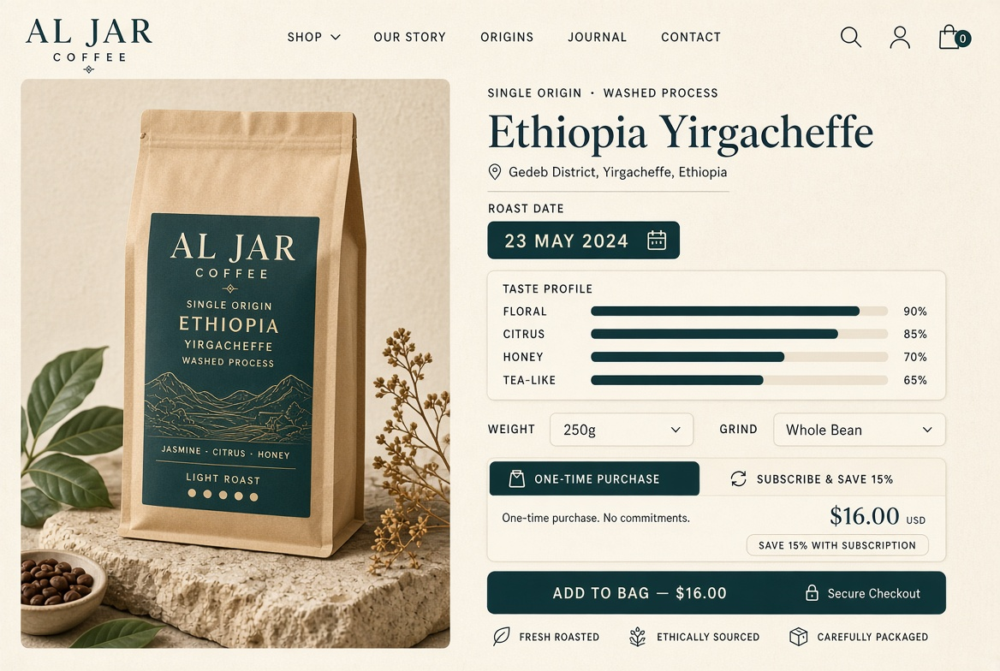 AL JAR
COFFEE
SHOP
OUR STORY
ORIGINS
JOURNAL
CONTACT
0
AL JAR
COFFEE
SINGLE ORIGIN
ETHIOPIA
YIRGACHEFFE
WASHED PROCESS
JASMINE - CITRUS · HONEY
LIGHT ROAST
SINGLE ORIGIN · WASHED PROCESS
Ethiopia Yirgacheffe
Gedeb District, Yirgacheffe, Ethiopia
ROAST DATE
23 MAY 2024
TASTE PROFILE
FLORAL 90%
CITRUS 85%
HONEY 70%
TEA-LIKE 65%
WEIGHT 250g GRIND Whole Bean
ONE-TIME PURCHASE SUBSCRIBE & SAVE 15%
One-time purchase. No commitments. $16.00 USD
SAVE 15% WITH SUBSCRIPTION
ADD TO BAG — $16.00 Secure Checkout
FRESH ROASTED ETHICALLY SOURCED CAREFULLY PACKAGED